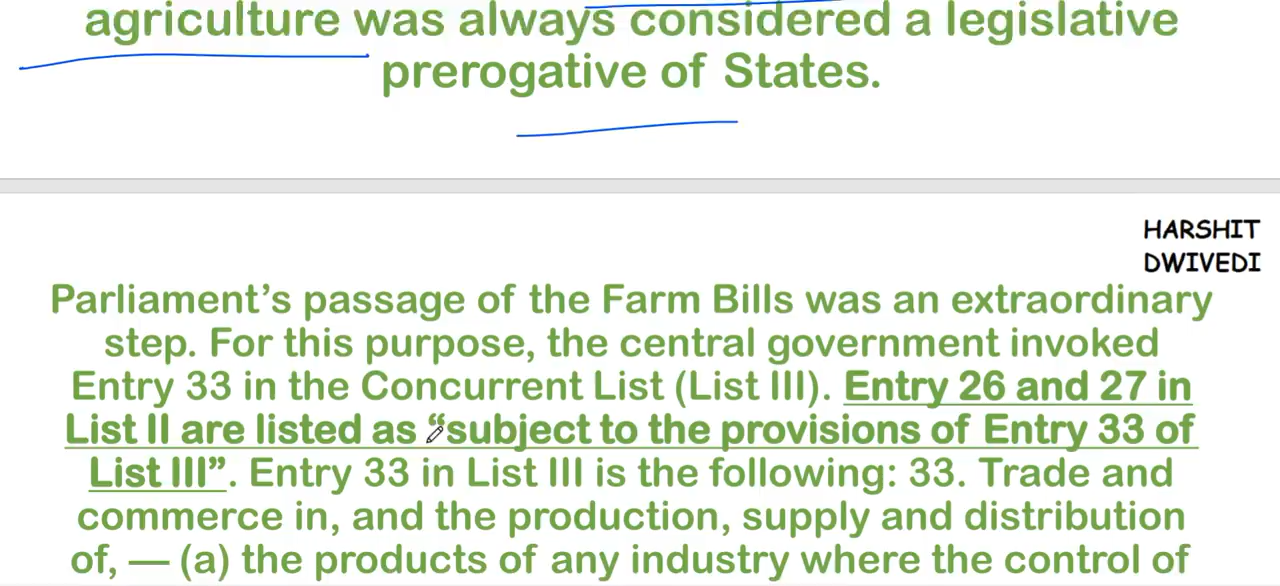 agriculture was always considered a legislative
prerogative of States.
HARSHIT
DWIVEDI
Parliament’s passage of the Farm Bills was an extraordinary
step. For this purpose, the central government invoked
Entry 33 in the Concurrent List (List III). Entry 26 and 27 in
List II are listed as “subject to the provisions of Entry 33 of
List III”. Entry 33 in List III is the following: 33. Trade and
commerce in, and the production, supply and distribution
of, — (a) the products of any industry where the control of